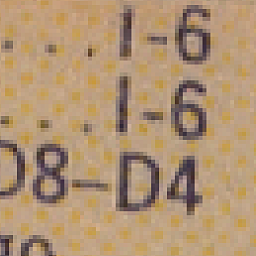 . . . I-6
. . . I-6
D8-D4